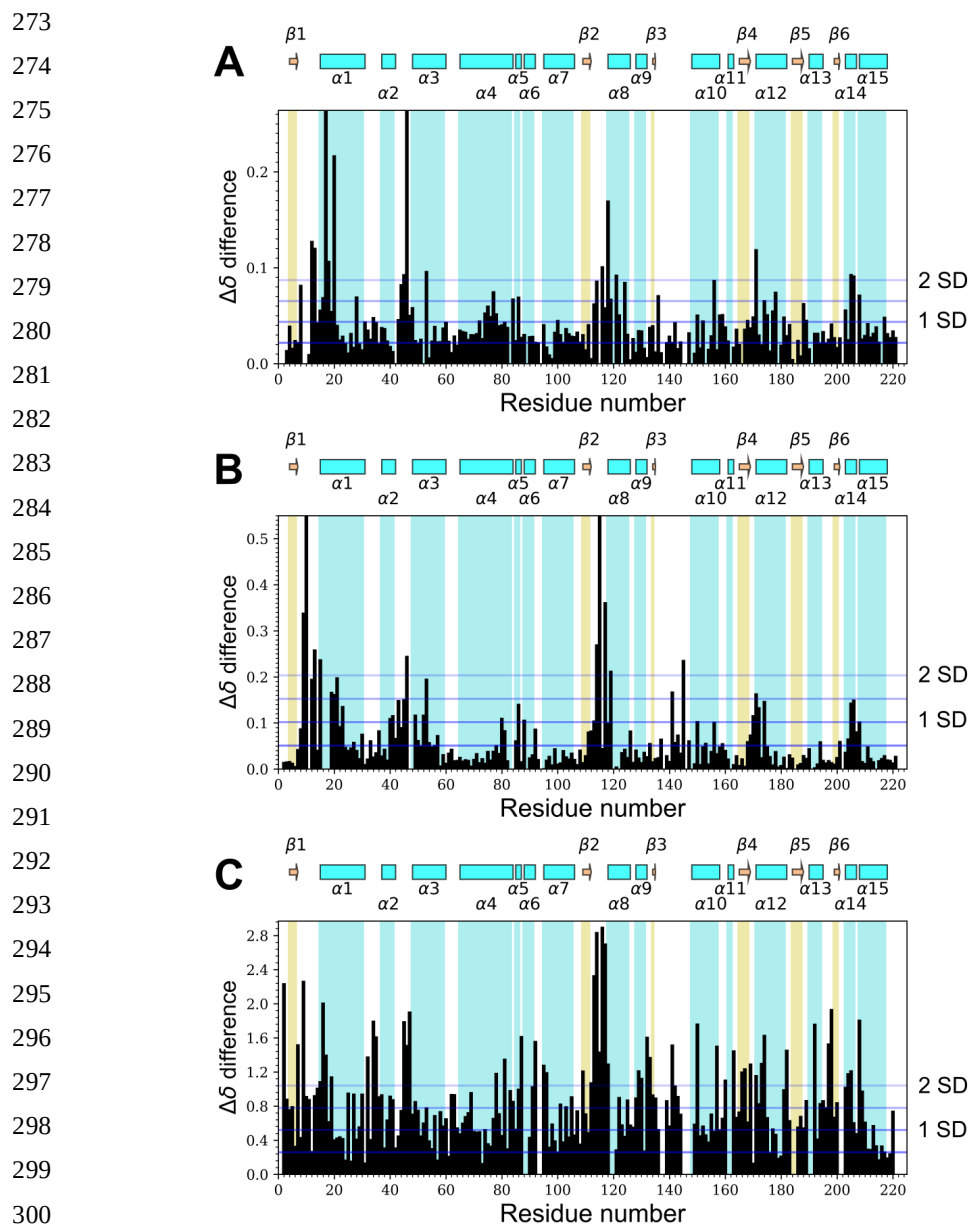 273
274
275
276
277
278
279
280
281
282
283
284
285
286
287
288
289
290
291
292
293
294
295
296
297
298
299
300
A
β1 β2 β3 β4 β5 β6
α1 α3 α5 α7 α9 α11 α13 α15
α2 α4 α6 α8 α10 α12 α14
Δδ difference
0.2
0.1
0.0
2 SD
1 SD
0 20 40 60 80 100 120 140 160 180 200 220
Residue number
B
β1 β2 β3 β4 β5 β6
α1 α3 α5 α7 α9 α11 α13 α15
α2 α4 α6 α8 α10 α12 α14
Δδ difference
0.5
0.4
0.3
0.2
0.1
0.0
2 SD
1 SD
0 20 40 60 80 100 120 140 160 180 200 220
Residue number
C
β1 β2 β3 β4 β5 β6
α1 α3 α5 α7 α9 α11 α13 α15
α2 α4 α6 α8 α10 α12 α14
Δδ difference
2.8
2.4
2.0
1.6
1.2
0.8
0.4
0.0
2 SD
1 SD
0 20 40 60 80 100 120 140 160 180 200 220
Residue number